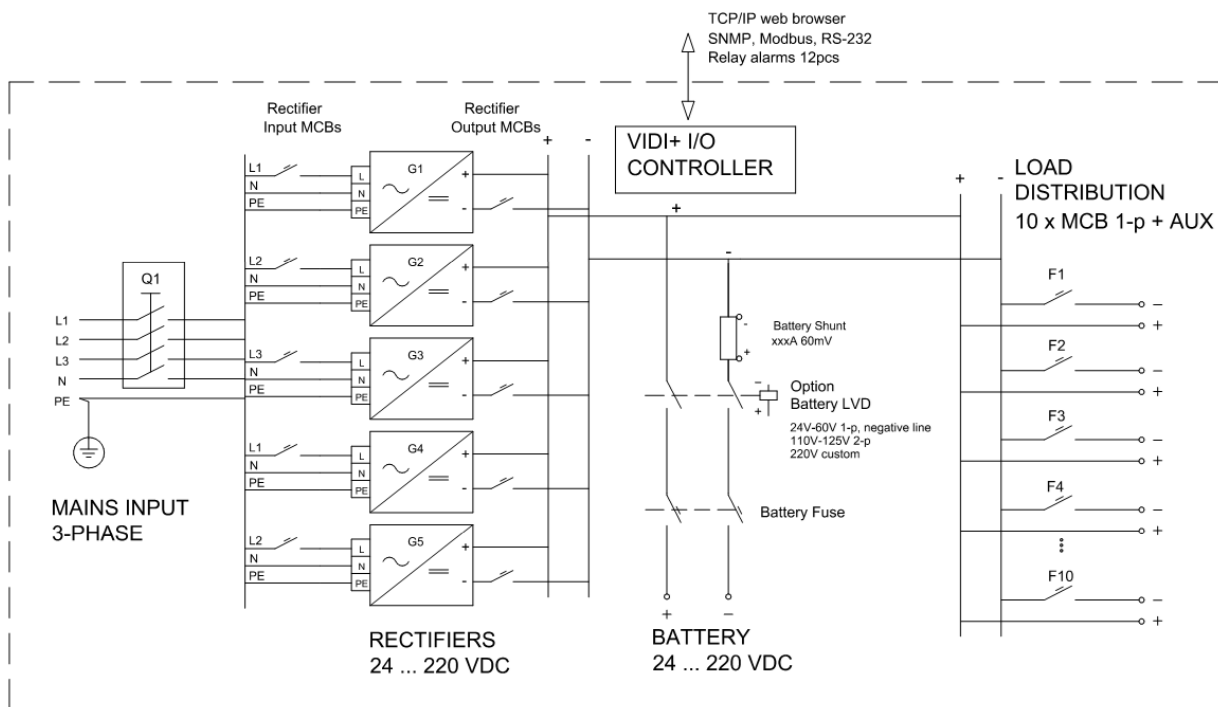 TCP/IP web browser
SNMP, Modbus, RS-232
Relay alarms 12pcs
Rectifier
Input MCBs
Rectifier
Output MCBs
+ -
VIDI+ I/O
CONTROLLER
+ -
LOAD
DISTRIBUTION
10 x MCB 1-p + AUX
L1
N
PE
L
N
PE
G1
+
-
L2
N
PE
L
N
PE
G2
+
-
L3
N
PE
L
N
PE
G3
+
-
L1
N
PE
L
N
PE
G4
+
-
L2
N
PE
L
N
PE
G5
+
-
Q1
L1
L2
L3
N
PE
MAINS INPUT
3-PHASE
RECTIFIERS
24 ... 220 VDC
+
-
-
+
Battery Shunt
xxxA 60mV
-
+
Option
Battery LVD
24V-60V 1-p, negative line
110V-125V 2-p
220V custom
Battery Fuse
+ -
BATTERY
24 ... 220 VDC
F1
-
+
F2
-
+
F3
-
+
F4
-
+
F10
-
+